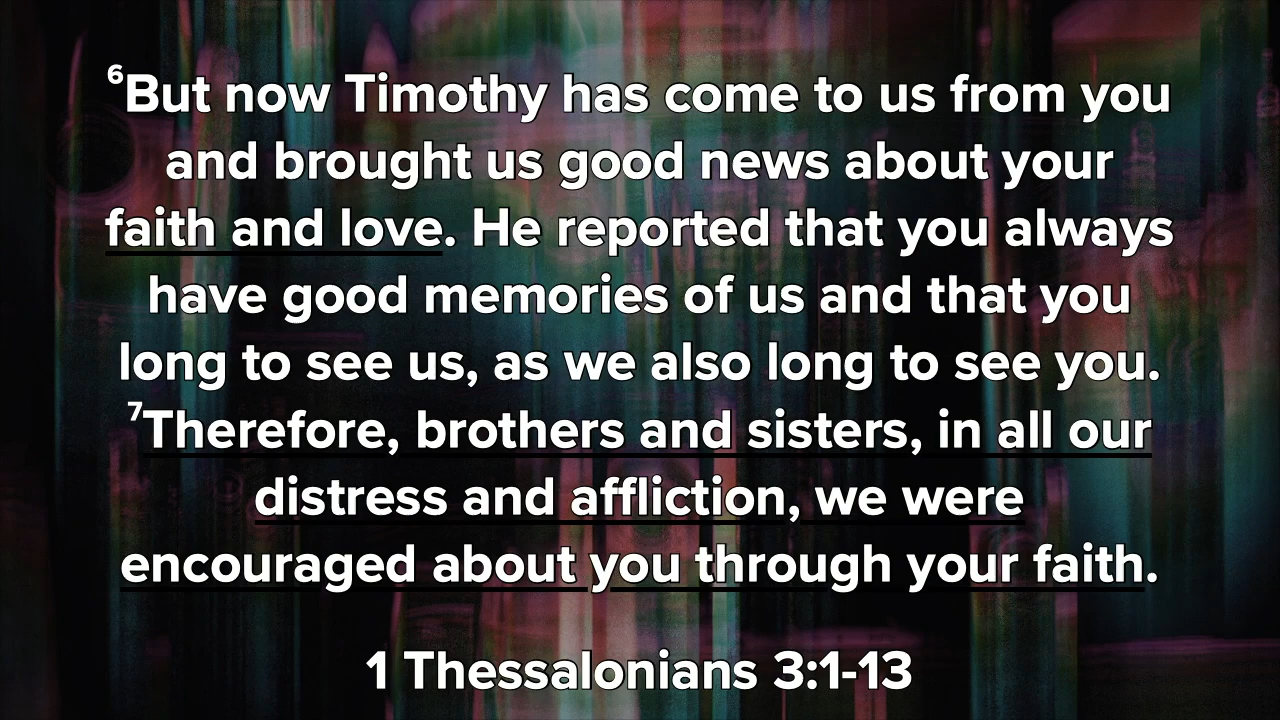 ⁶But now Timothy has come to us from you
and brought us good news about your
faith and love. He reported that you always
have good memories of us and that you
long to see us, as we also long to see you.
⁷Therefore, brothers and sisters, in all our
distress and affliction, we were
encouraged about you through your faith.
1 Thessalonians 3:1-13